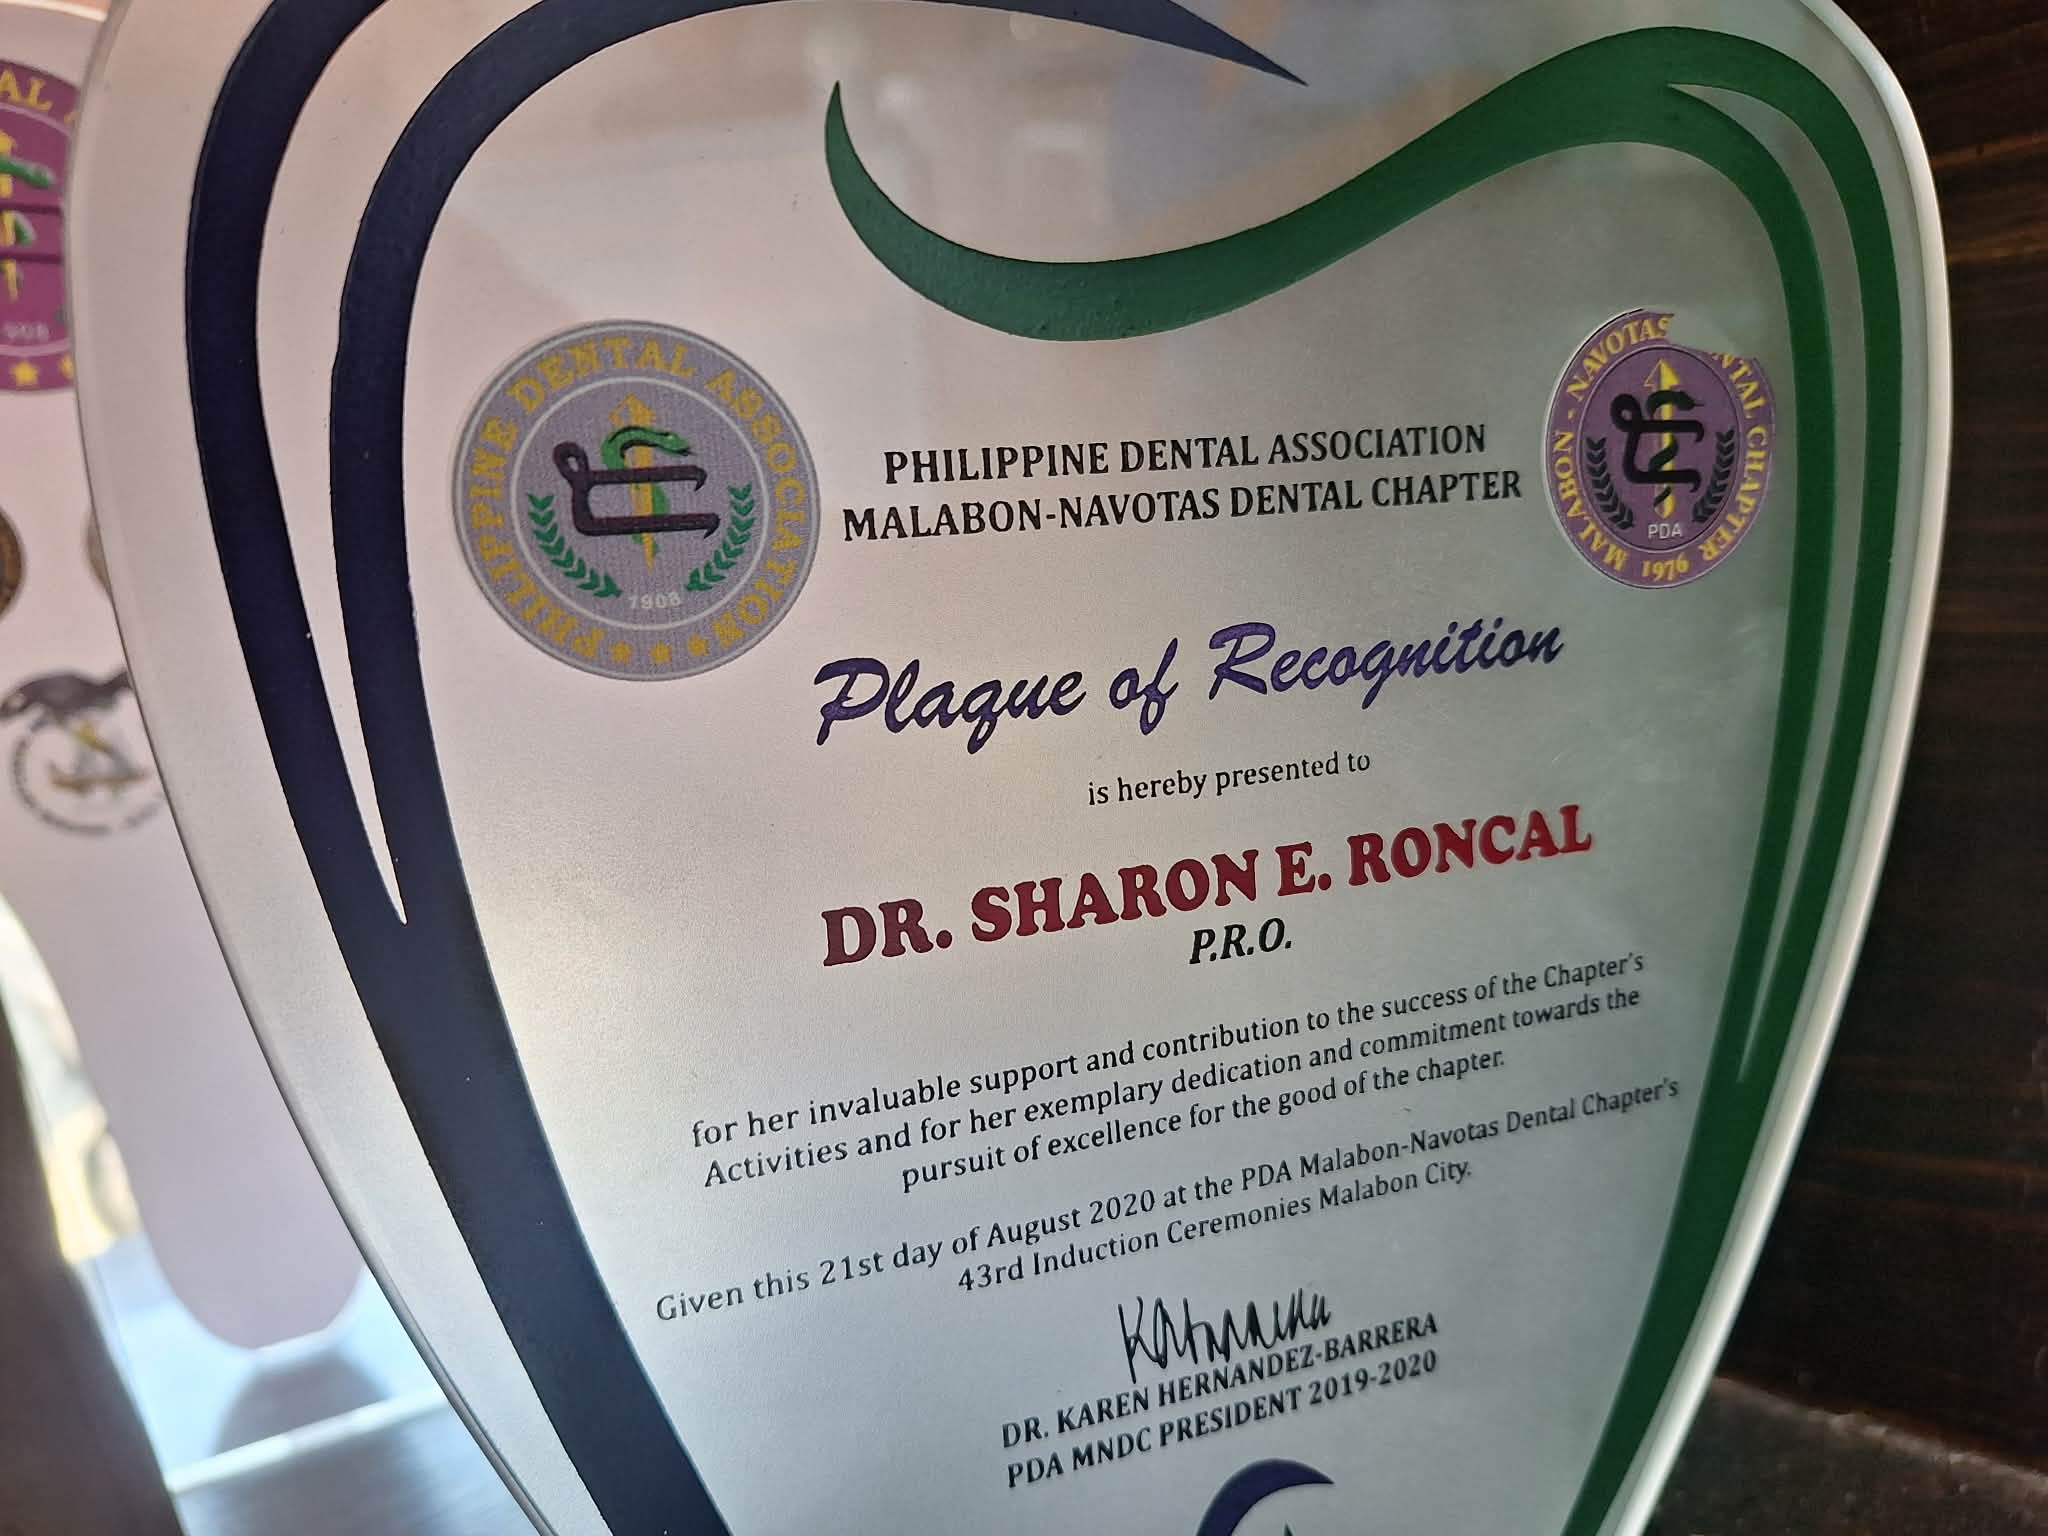 PHILIPPINE DENTAL ASSOCIATION
1908
MALABON - NAVOTAS NTAL CHAPTER
PDA
1976
PHILIPPINE DENTAL ASSOCIATION
MALABON-NAVOTAS DENTAL CHAPTER
Plaque of Recognition
is hereby presented to
DR. SHARON E. RONCAL
P.R.O.
for her invaluable support and contribution to the success of the Chapter's
Activities and for her exemplary dedication and commitment towards the
pursuit of excellence for the good of the chapter.
Given this 21st day of August 2020 at the PDA Malabon-Navotas Dental Chapter's
43rd Induction Ceremonies Malabon City.
DR. KAREN HERNANDEZ-BARRERA
PDA MNDC PRESIDENT 2019-2020